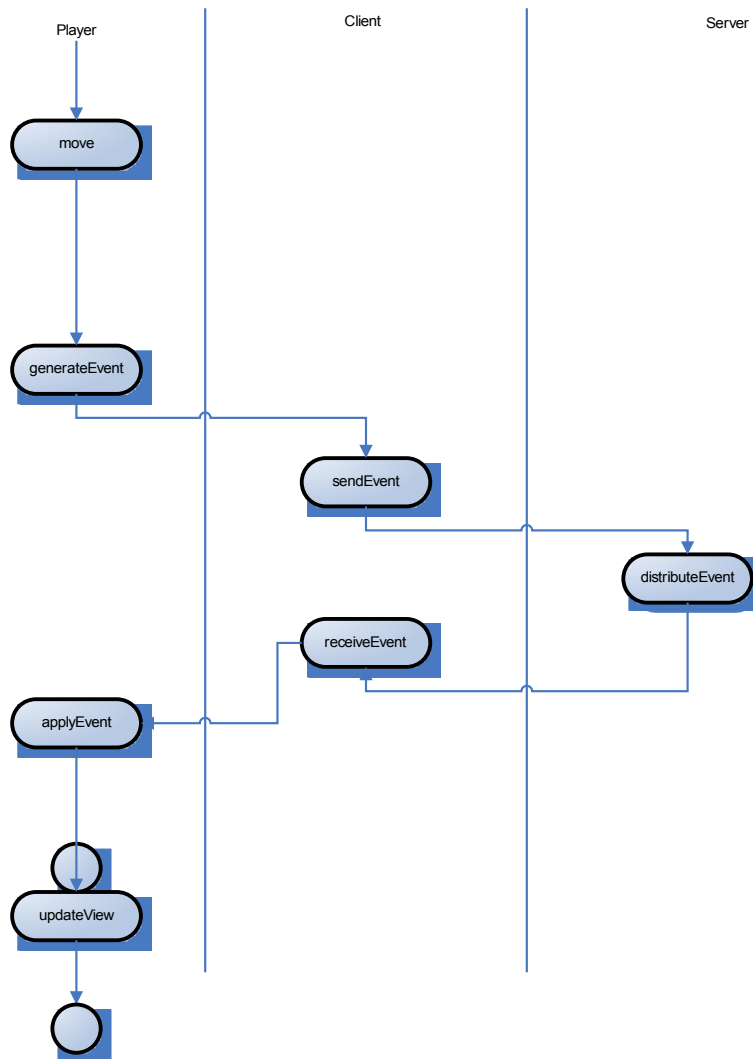 Player
Client
Server
move
generateEvent
sendEvent
distributeEvent
receiveEvent
applyEvent
updateView